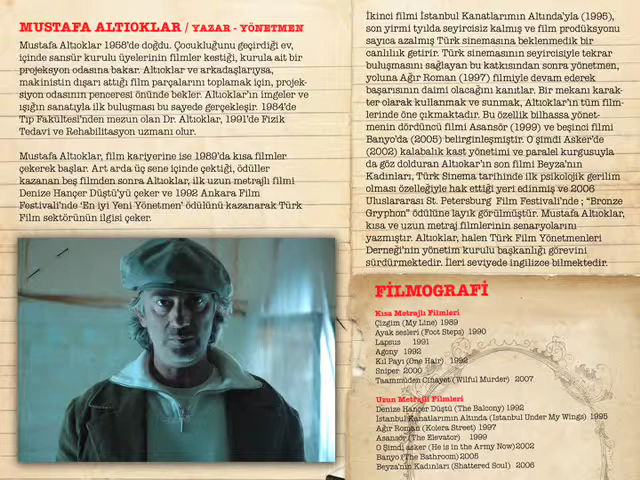 MUSTAFA ALTIOKLAR / YAZAR - YÖNETMEN
Mustafa Altıoklar 1958'de doğdu. Çocukluğunu geçirdiği ev,
içinde sansür kurulu üyelerinin filmler kestiği, kurula ait bir
projeksiyon odasına bakar. Altıoklar ve arkadaşlarıysa,
makinistin dışarı attığı film parçalarını toplamak için, projek-
siyon odasının penceresi önünde bekler. Altıoklar'ın imgeler ve
ışığın sanatıyla ilk buluşması bu sayede gerçekleşir. 1984'de
Tıp Fakültesi'nden mezun olan Dr. Altıoklar, 1991'de Fizik
Tedavi ve Rehabilitasyon uzmanı olur.
Mustafa Altıoklar, film kariyerine ise 1989'da kısa filmler
çekerek başlar. Art arda üç sene içinde çektiği, ödüller
kazanan beş filmden sonra Altıoklar, ilk uzun metrajlı filmi
Denize Hançer Düştü'yü çeker ve 1992 Ankara Film
Festivali'nde 'En iyi Yeni Yönetmen' ödülünü kazanarak Türk
Film sektörünün ilgisi çeker.
İkinci filmi İstanbul Kanatlarımın Altında'yla (1995),
son yirmi tıylda seyircisiz kalmış ve film prodüksyonu
sayıca azalmış Türk sinemasına beklenmedik bir
canlılık getirir. Türk sinemasının seyircisiyle tekrar
buluşmasını sağlayan bu katkısından sonra yönetmen,
yoluna Ağır Roman (1997) filmiyle devam ederek
başarısının daimi olacağını kanıtlar. Bir mekanı karak-
ter olarak kullanmak ve sunmak, Altıoklar'ın tüm film-
lerinde öne çıkmaktadır. Bu özellik bilhassa yönet-
menin dördüncü filmi Asansör (1999) ve beşinci filmi
Banyo'da (2005) belirginleşmiştir. O şimdi Asker'de
(2002) kalabalık kast yönetimi ve paralel kurgusuyla
da göz dolduran Altıokar'ın son filmi Beyza'nın
Kadınları, Türk Sinema tarihinde ilk psikolojik gerilim
olması özelleğiyle hak ettiği yeri edinmiş ve 2006
Uluslararası St. Petersburg Film Festivali'nde ; "Bronze
Gryphon" ödülüne layık görülmüştür. Mustafa Altıoklar,
kısa ve uzun metraj filmlerinin senaryolarını
yazmıştır. Altıoklar, halen Türk Film Yönetmenleri
Derneği'nin yönetim kurulu başkanlığı görevini
sürdürmektedir. İleri seviyede ingilizce bilmektedir.
FİLMOGRAFİ
Kısa Metrajlı Filmleri
Çizgim (My Line) 1989
Ayak sesleri (Foot Steps) 1990
Lapsus 1991
Agony 1992
Kıl Payı (One Hair) 1992
Sniper 2000
Taammüden Cinayet (Wilful Murder) 2007
Uzun Metrajlı Filmleri
Denize Hançer Düştü (The Balcony) 1992
İstanbul Kanatlarımın Altında (Istanbul Under My Wings) 1995
Ağır Roman (Kolera Street) 1997
Asansör (The Elevator) 1999
O Şimdi asker (He is in the Army Now) 2002
Banyo (The Bathroom) 2005
Beyza'nın Kadınları (Shattered Soul) 2006